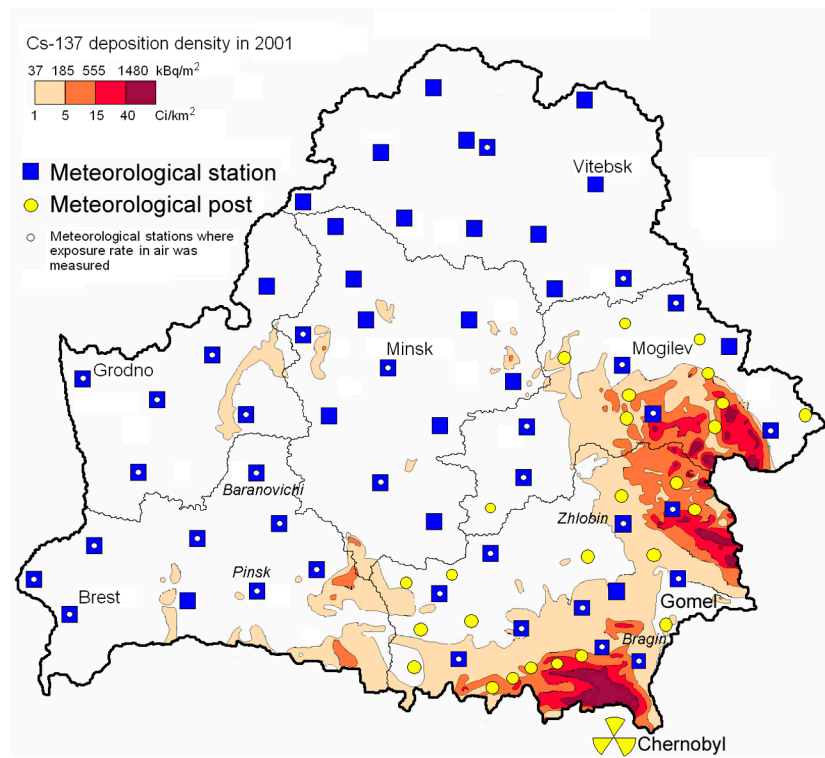 Cs-137 deposition density in 2001
37 185 555 1480 kBq/m²
1 5 15 40 Ci/km²
Meteorological station
Meteorological post
Meteorological stations where
exposure rate in air was
measured
Vitebsk
Minsk
Mogilev
Grodno
Baranovichi
Zhlobin
Pinsk
Brest
Gomel
Bragin
Chernobyl